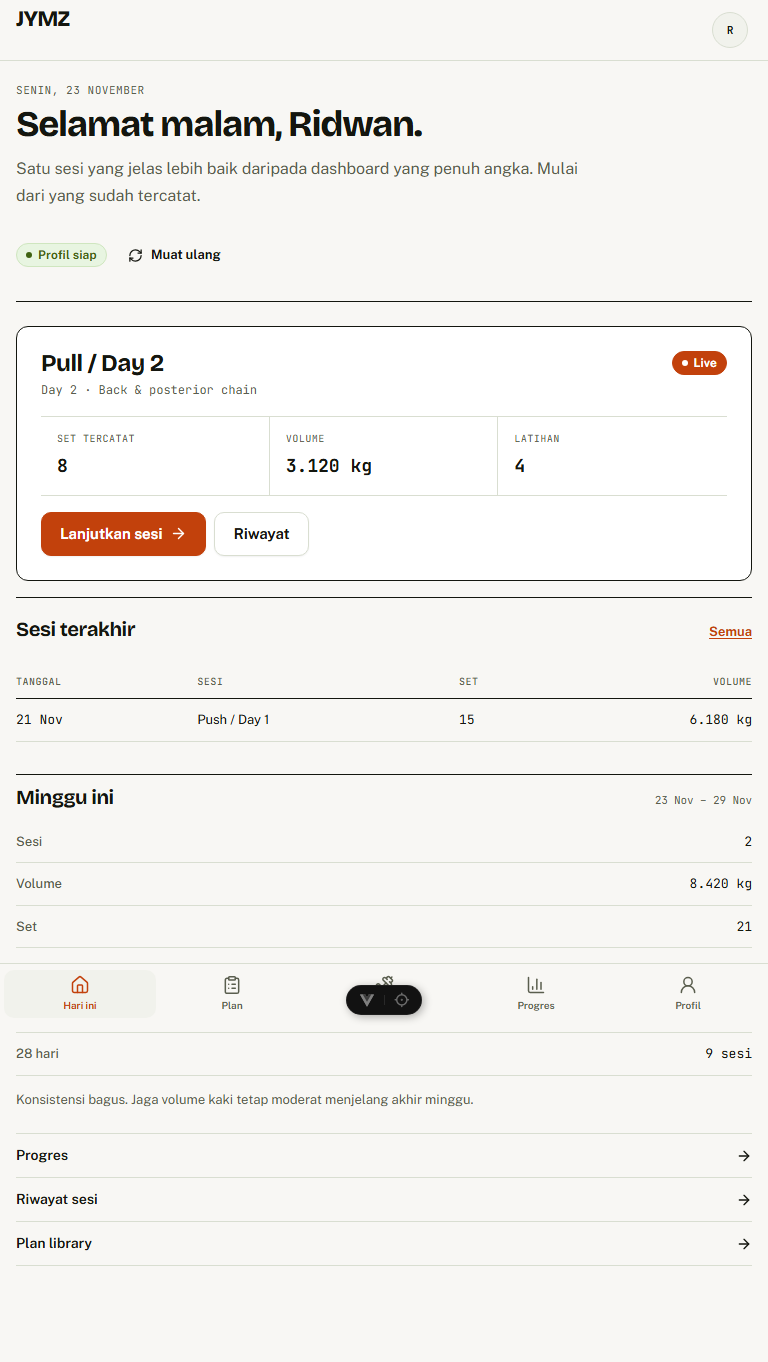 JYMZ
R
SENIN, 23 NOVEMBER
Selamat malam, Ridwan.
Satu sesi yang jelas lebih baik daripada dashboard yang penuh angka. Mulai
dari yang sudah tercatat.
Profil siap
Muat ulang
Pull / Day 2
Live
Day 2 · Back & posterior chain
SET TERCATAT
VOLUME
LATIHAN
8
3.120 kg
4
Lanjutkan sesi
Riwayat
Sesi terakhir
Semua
TANGGAL
SESI
SET
VOLUME
21 Nov
Push / Day 1
15
6.180 kg
Minggu ini
23 Nov – 29 Nov
Sesi
2
Volume
8.420 kg
Set
21
Hari ini
Plan
Progres
Profil
28 hari
9 sesi
Konsistensi bagus. Jaga volume kaki tetap moderat menjelang akhir minggu.
Progres
Riwayat sesi
Plan library